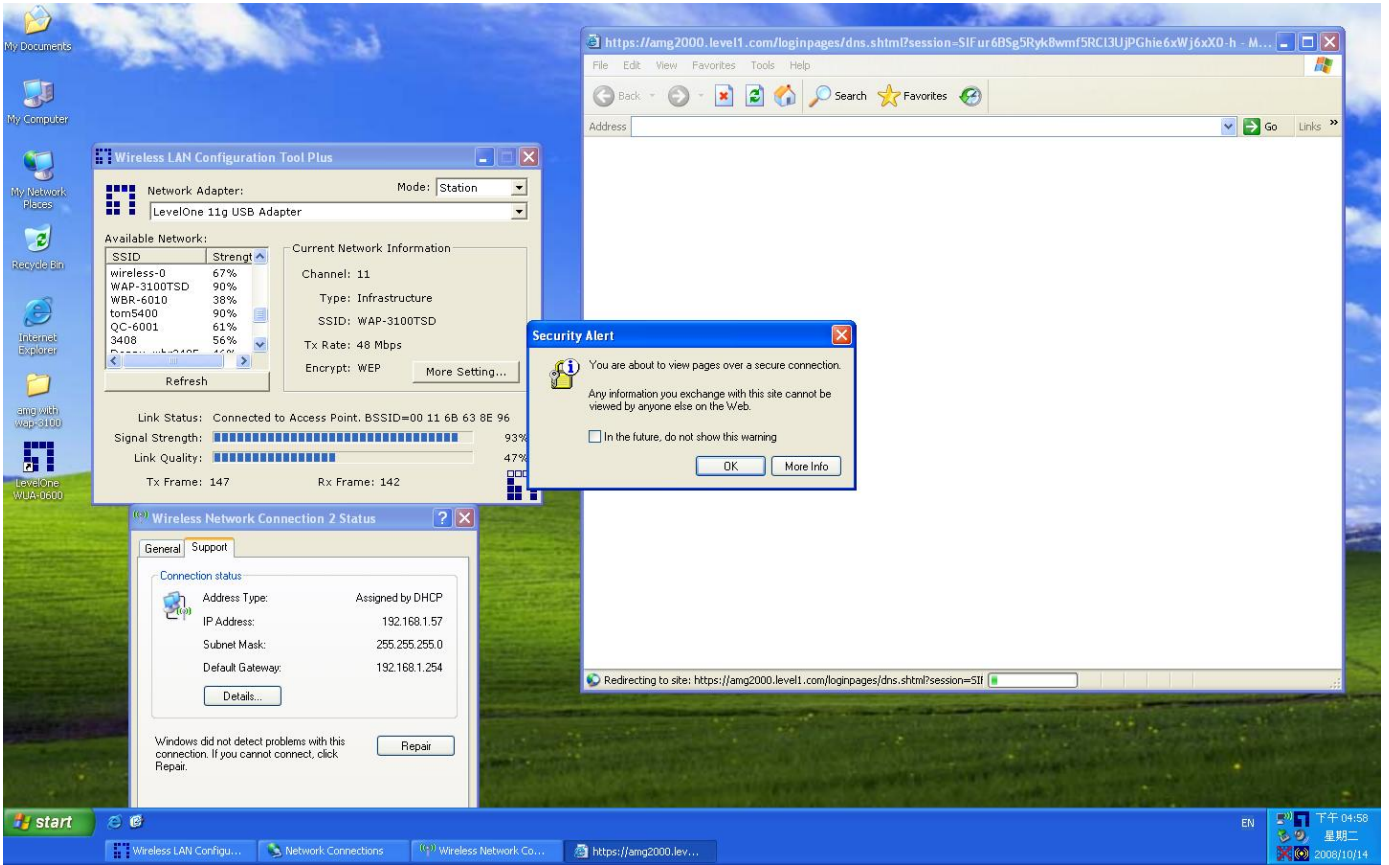 My Documents
My Computer
My Network
Places
Recycle Bin
Internet
Explorer
amg with
wap-3100
LevelOne
WUA-0600
Wireless LAN Configuration Tool Plus
Network Adapter:
Mode: Station
LevelOne 11g USB Adapter
Available Network:
SSID Strengt
wireless-0 67%
WAP-3100TSD 90%
WBR-6010 38%
tom5400 90%
QC-6001 61%
3408 56%
Refresh
Current Network Information
Channel: 11
Type: Infrastructure
SSID: WAP-3100TSD
Tx Rate: 48 Mbps
Encrypt: WEP
More Setting...
Link Status: Connected to Access Point. BSSID=00 11 6B 63 8E 96
Signal Strength: 93%
Link Quality: 47%
Tx Frame: 147 Rx Frame: 142
Wireless Network Connection 2 Status
General Support
Connection status
Address Type: Assigned by DHCP
IP Address: 192.168.1.57
Subnet Mask: 255.255.255.0
Default Gateway: 192.168.1.254
Details...
Windows did not detect problems with this
connection. If you cannot connect, click
Repair.
Repair
https://amg2000.level1.com/loginpages/dns.shtml?session=SIFur6BSg5Ryk8wmf5RCl3UjPGhie6xWj6xX0-h - M...
File Edit View Favorites Tools Help
Back Search Favorites
Address Go Links »
Security Alert
You are about to view pages over a secure connection.
Any information you exchange with this site cannot be
viewed by anyone else on the Web.
In the future, do not show this warning
OK More Info
Redirecting to site: https://amg2000.level1.com/loginpages/dns.shtml?session=SIF
start
Wireless LAN Configu... Network Connections Wireless Network Co... https://amg2000.lev...
EN
下午 04:58
星期二
2008/10/14